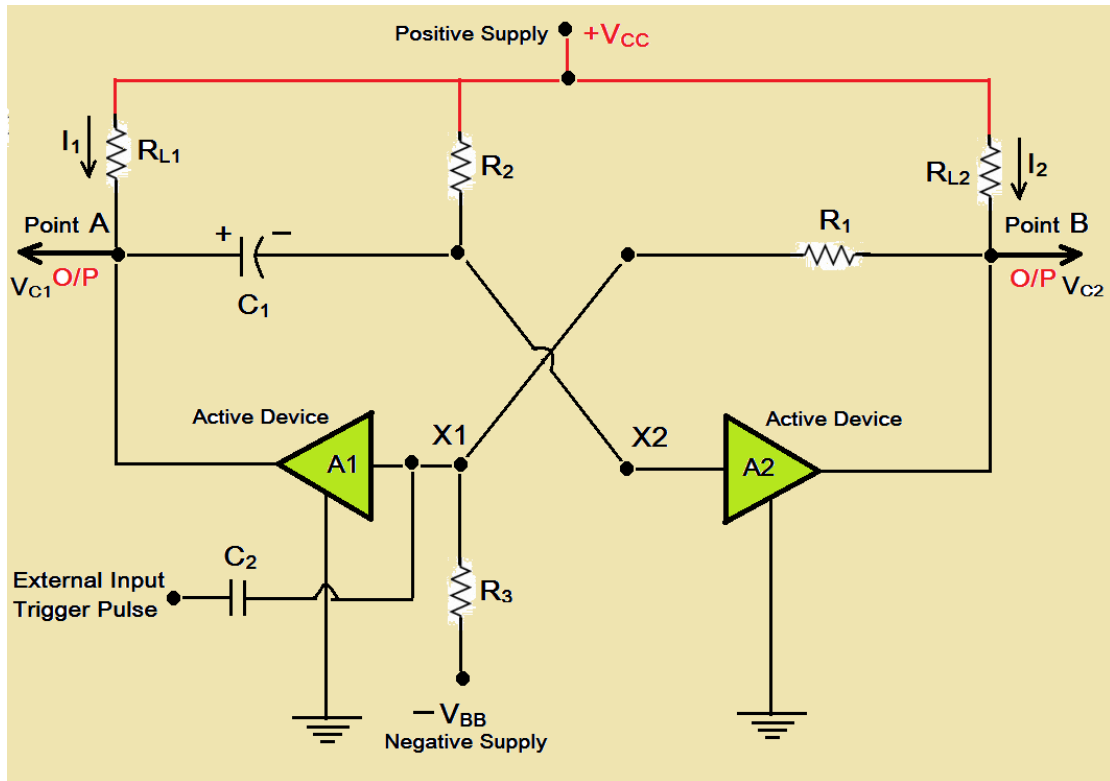 Positive Supply +VCC
I1
RL1
R2
RL2
I2
Point A
R1
Point B
+ −
VC1
O/P
C1
O/P
VC2
Active Device
X1
X2
Active Device
A1
A2
C2
External Input
Trigger Pulse
R3
−VBB
Negative Supply